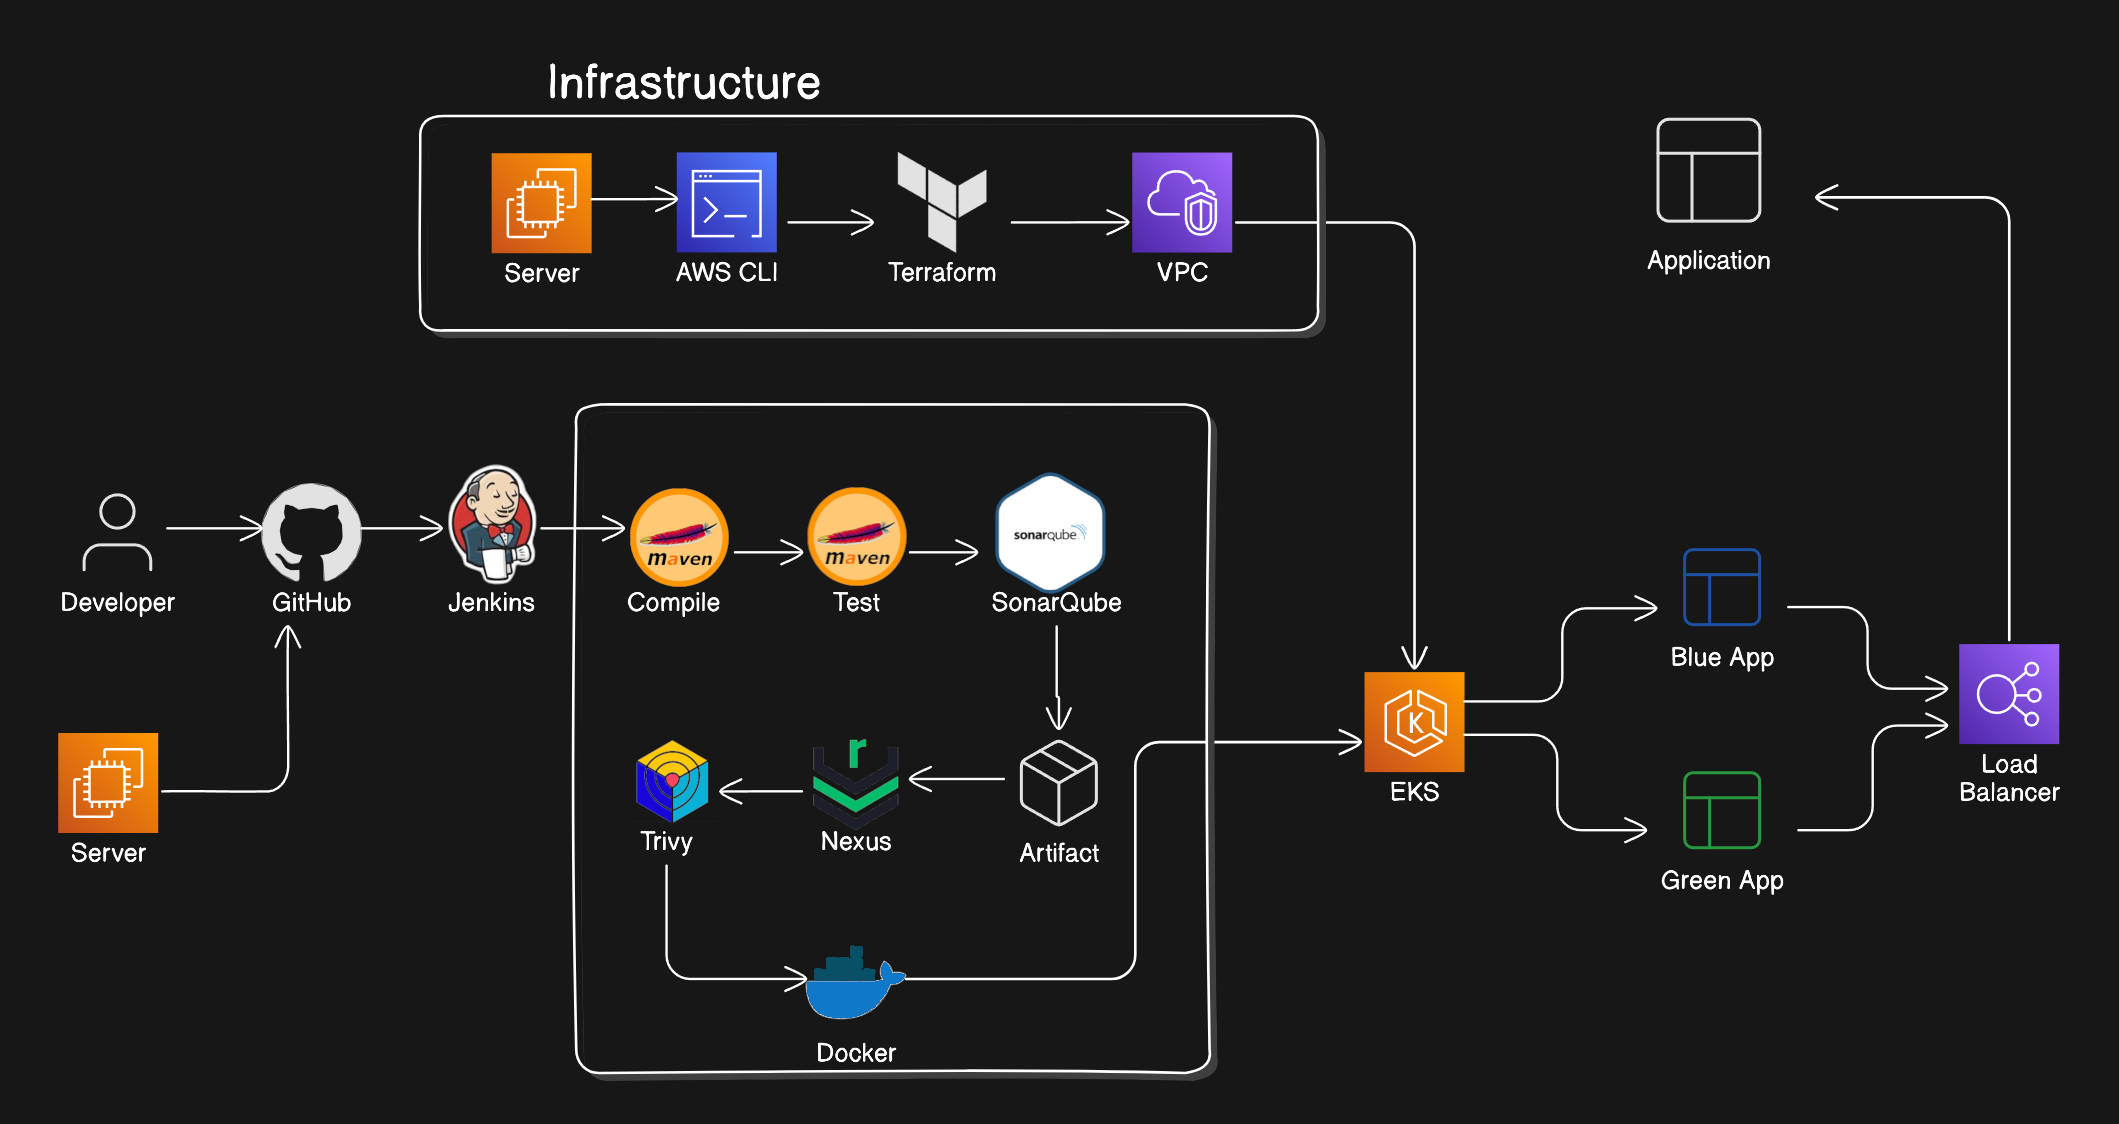 Infrastructure
Server
AWS CLI
Terraform
VPC
Application
Developer
GitHub
Jenkins
maven
Compile
maven
Test
sonarqube
SonarQube
Server
Trivy
r
Nexus
Artifact
Docker
K
EKS
Blue App
Green App
Load
Balancer